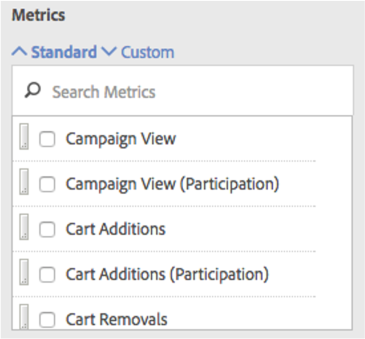 Metrics
Standard Custom
Search Metrics
Campaign View
Campaign View (Participation)
Cart Additions
Cart Additions (Participation)
Cart Removals